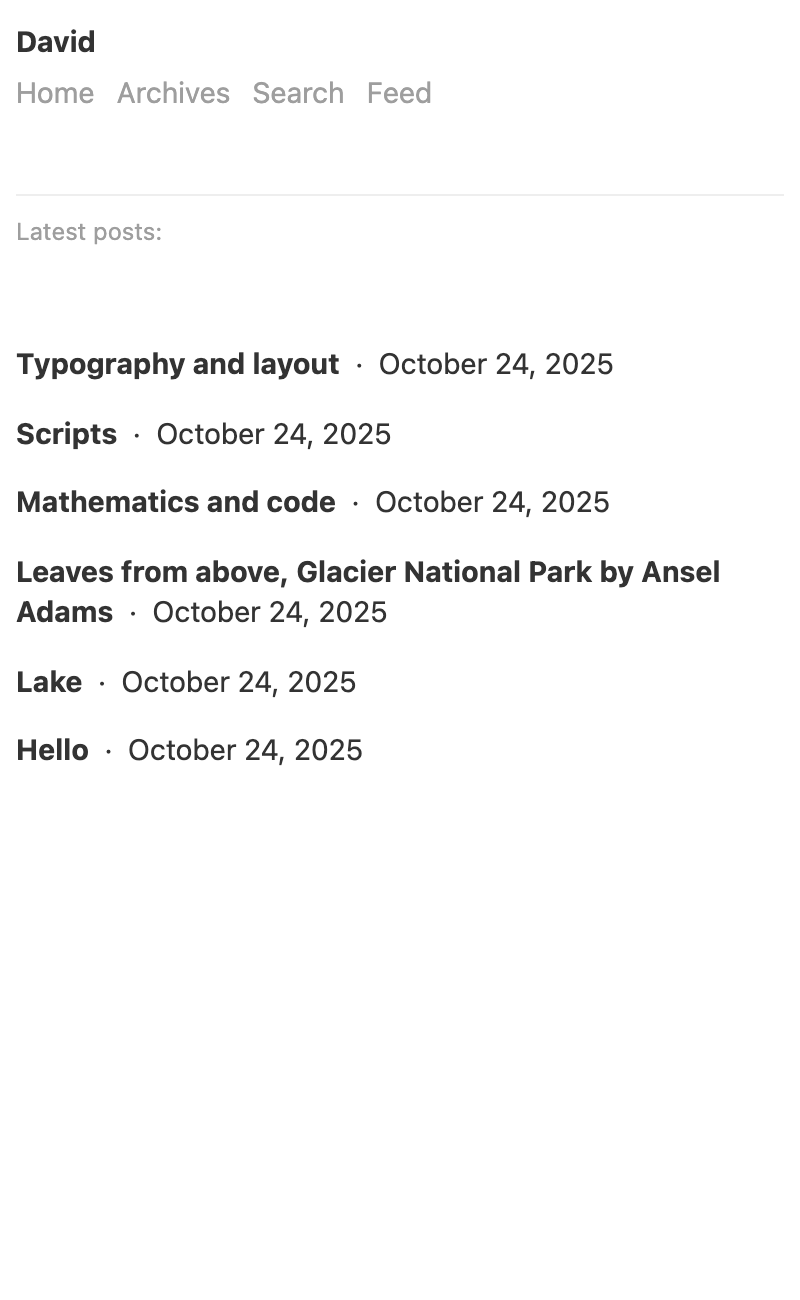 David
Home Archives Search Feed
Latest posts:
Typography and layout · October 24, 2025
Scripts · October 24, 2025
Mathematics and code · October 24, 2025
Leaves from above, Glacier National Park by Ansel
Adams · October 24, 2025
Lake · October 24, 2025
Hello · October 24, 2025